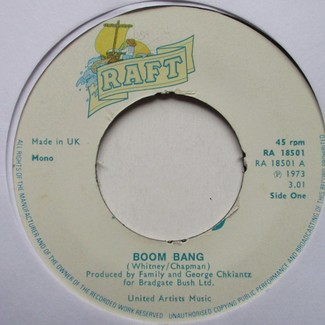 RAFT
Made in UK
Mono
45 rpm
RA 18501
RA 18501 A
℗ 1973
3.01
Side One
BOOM BANG
(Whitney/Chapman)
Produced by Family and George Chkiantz
for Bradgate Bush Ltd.
United Artists Music
ALL RIGHTS OF THE MANUFACTURER AND OF THE OWNER OF THE RECORDED WORK RESERVED. UNAUTHORISED COPYING PUBLIC PERFORMANCE AND BROADCASTING OF THIS RECORD PROHIBITED